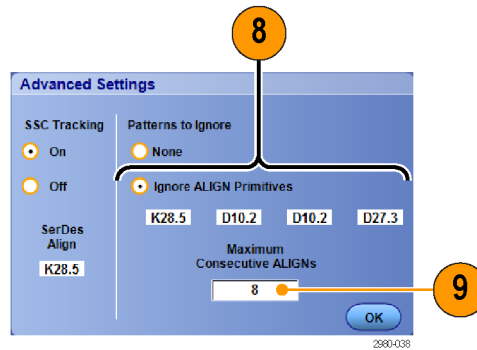 8
Advanced Settings
SSC Tracking
On
Off
SerDes
Align
K28.5
Patterns to Ignore
None
Ignore ALIGN Primitives
K28.5 D10.2 D10.2 D27.3
Maximum
Consecutive ALIGNs
8
9
OK
2980-038